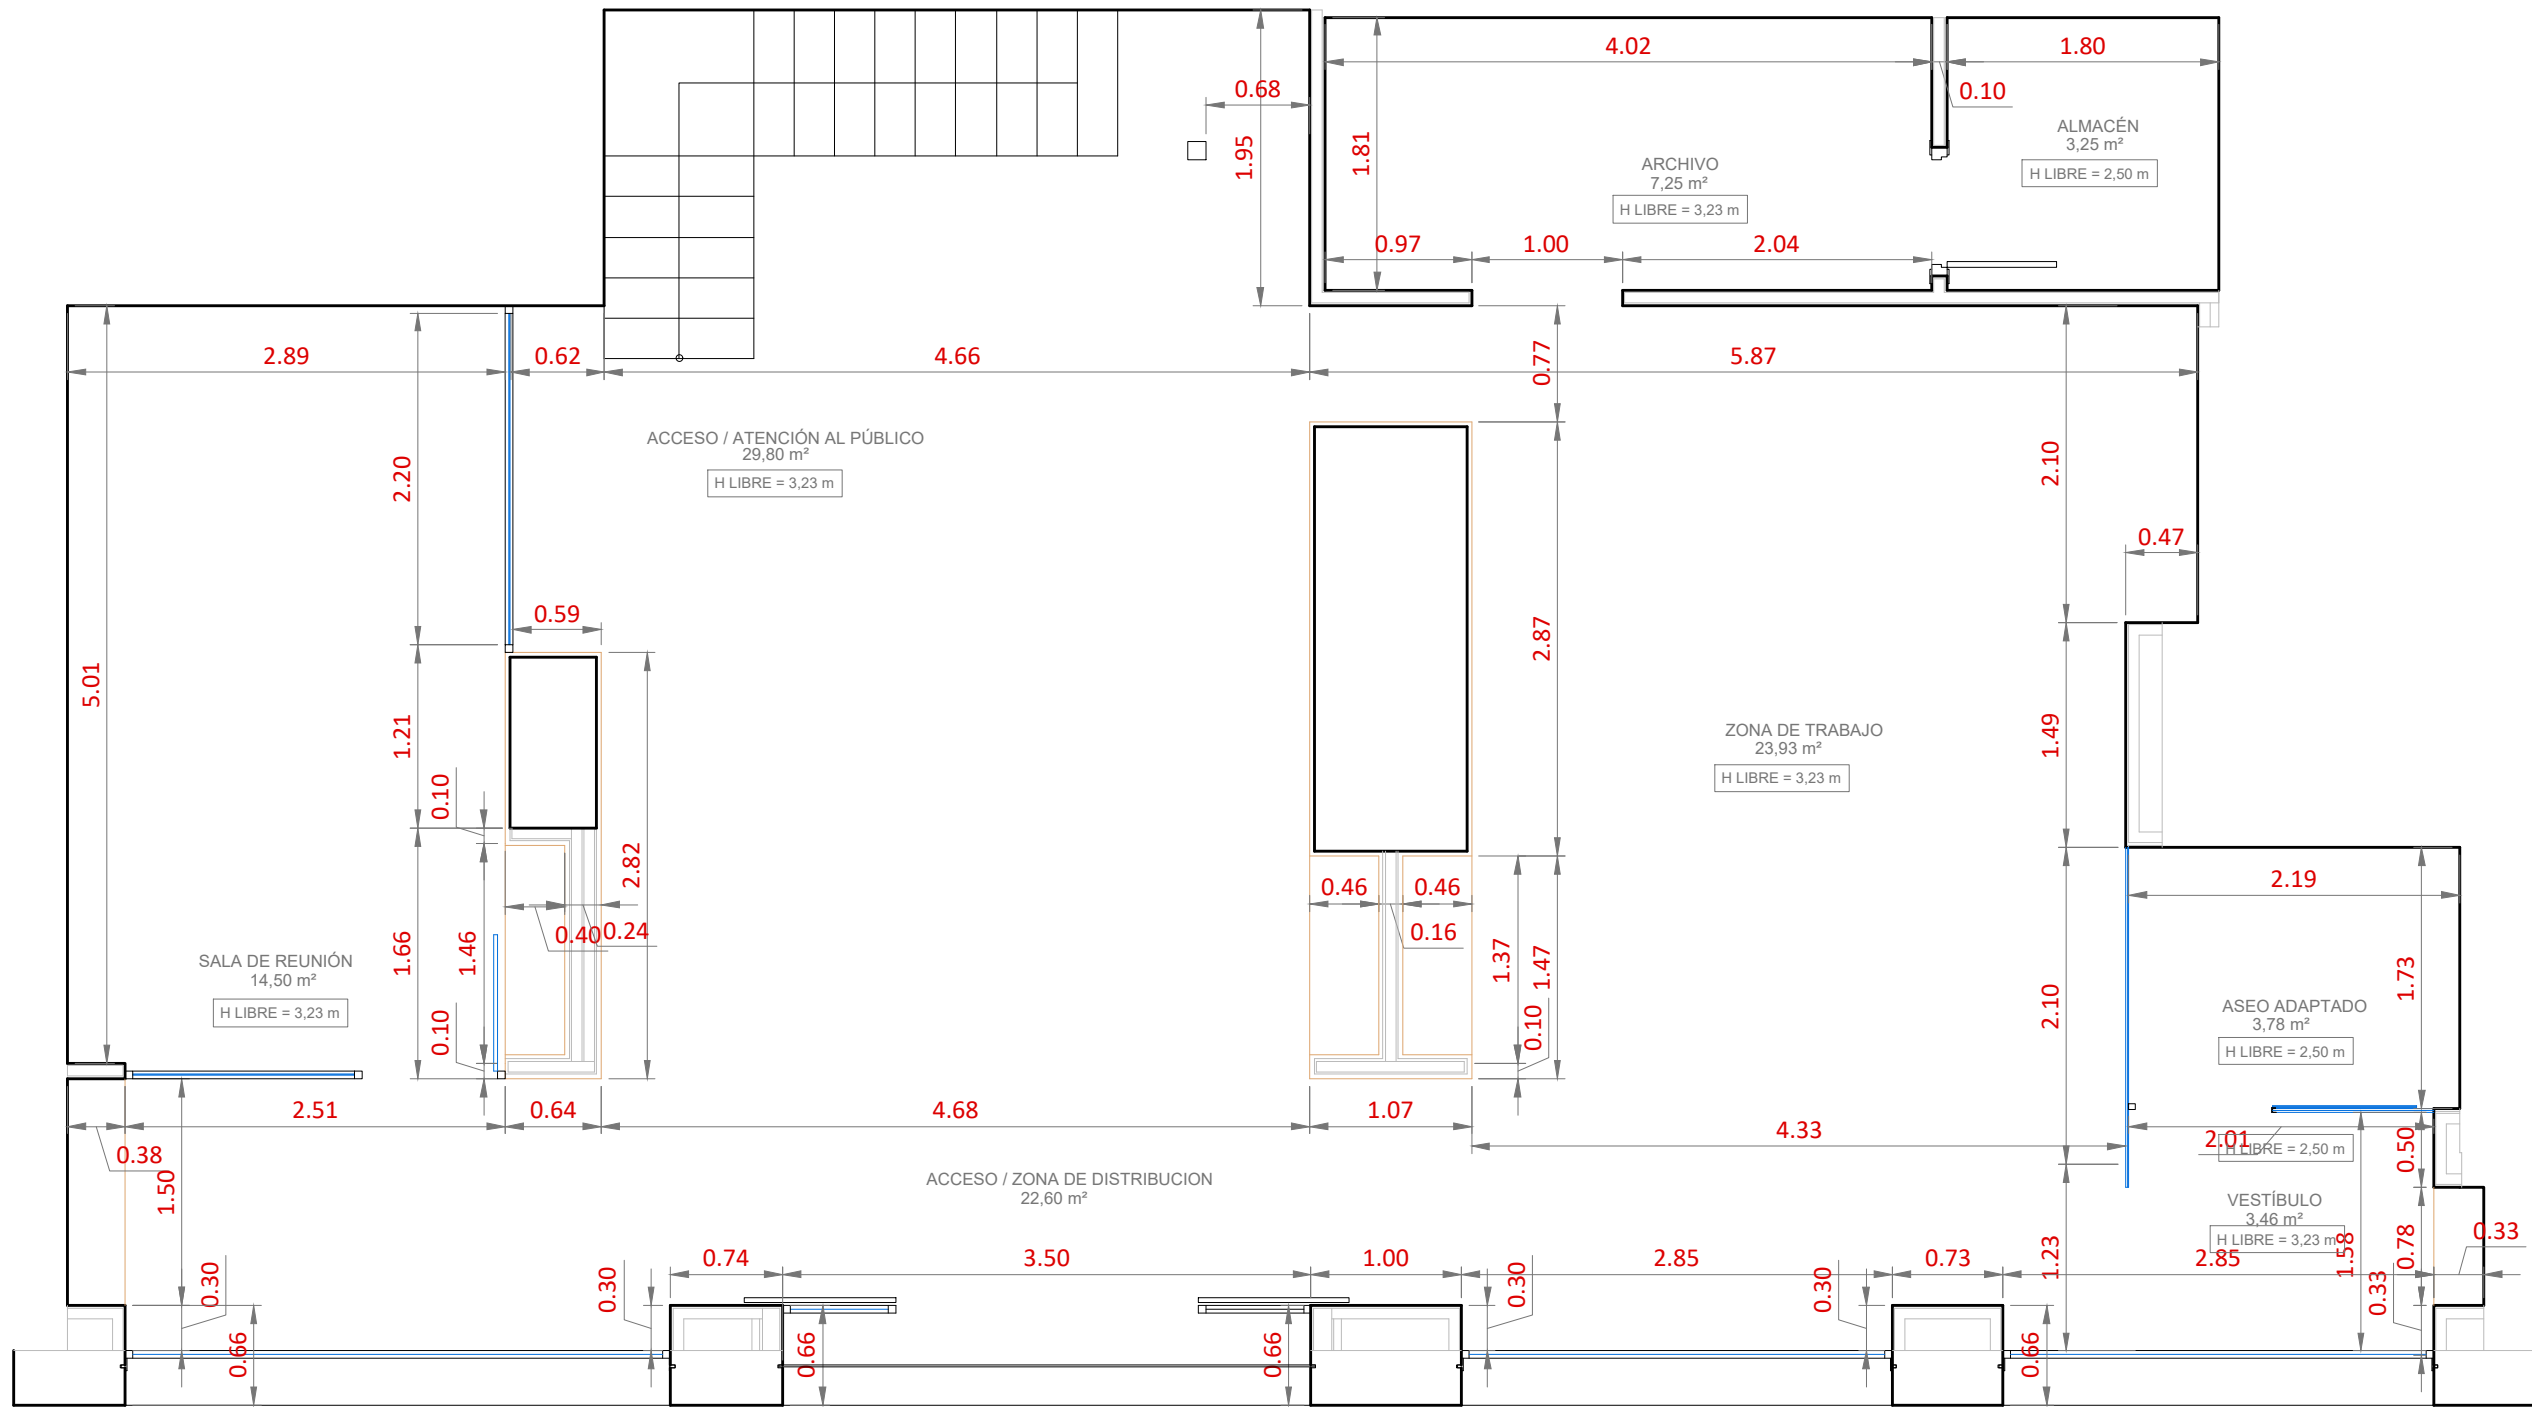 4.02
1.80
0.68
0.10
1.95
1.81
ALMACÉN
3,25 m²
H LIBRE = 2,50 m
ARCHIVO
7,25 m²
H LIBRE = 3,23 m
0.97
1.00
2.04
2.89
0.62
4.66
0.77
5.87
ACCESO / ATENCIÓN AL PÚBLICO
29,80 m²
H LIBRE = 3,23 m
2.20
2.10
0.47
0.59
5.01
2.87
1.21
1.49
ZONA DE TRABAJO
23,93 m²
H LIBRE = 3,23 m
0.10
2.82
0.46
0.46
2.19
0.40
0.24
0.16
1.66
1.46
1.37
1.47
1.73
SALA DE REUNIÓN
14,50 m²
H LIBRE = 3,23 m
0.10
0.10
2.10
ASEO ADAPTADO
3,78 m²
H LIBRE = 2,50 m
2.51
0.64
4.68
1.07
4.33
2.01
H LIBRE = 2,50 m
0.50
0.38
1.50
ACCESO / ZONA DE DISTRIBUCION
22,60 m²
VESTÍBULO
3,46 m²
H LIBRE = 3,23 m
0.33
0.74
3.50
1.00
2.85
0.73
1.23
2.85
1.58
0.78
0.30
0.30
0.30
0.30
0.33
0.66
0.66
0.66
0.66